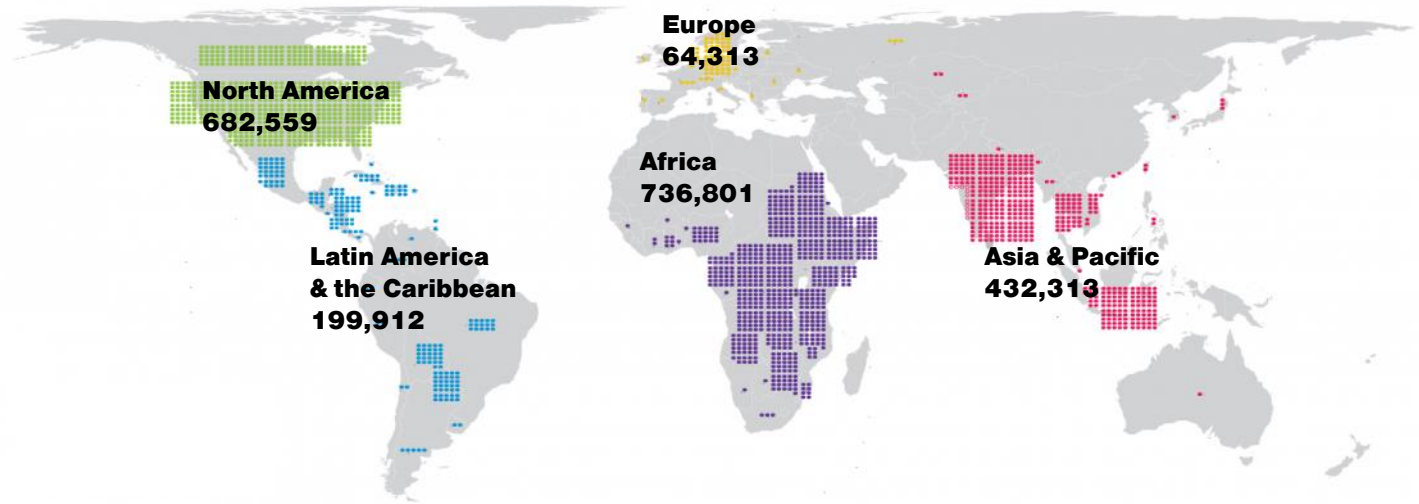 Europe
64,313
North America
682,559
Africa
736,801
Latin America
& the Caribbean
199,912
Asia & Pacific
432,313